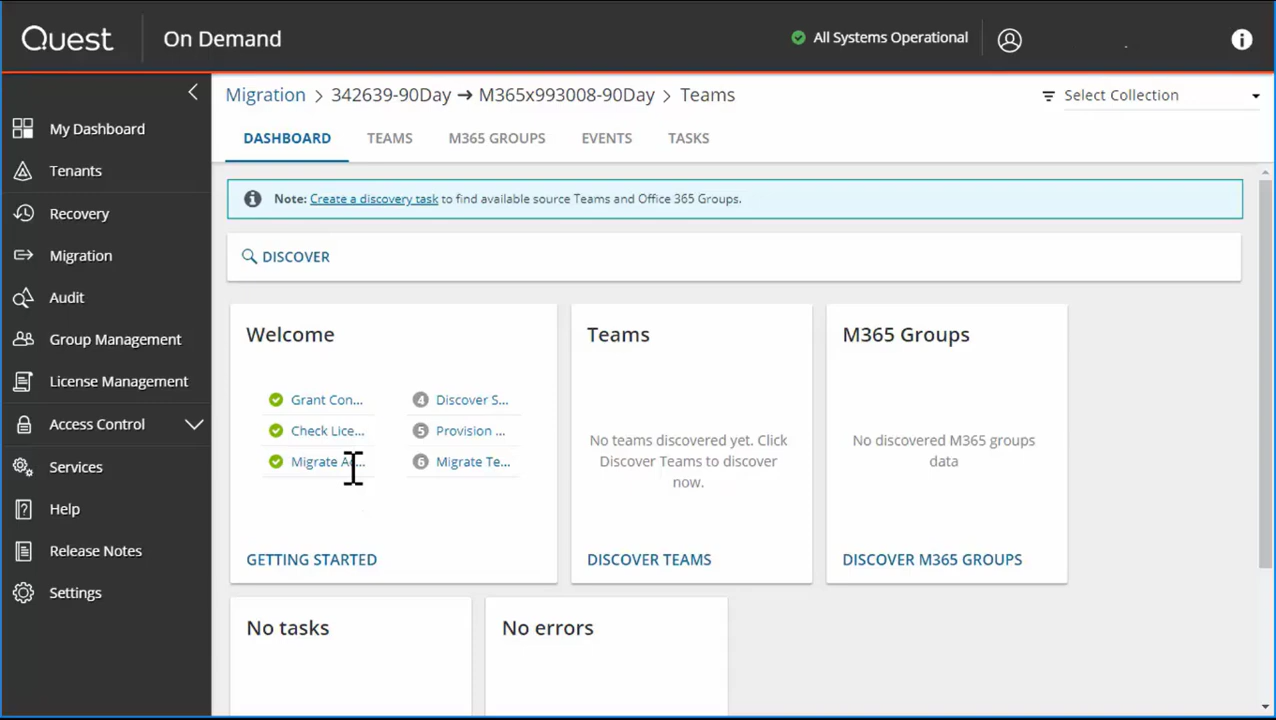 Quest
On Demand
All Systems Operational
Migration > 342639-90Day → M365x993008-90Day > Teams
Select Collection
My Dashboard
Tenants
Recovery
Migration
Audit
Group Management
License Management
Access Control
Services
Help
Release Notes
Settings
DASHBOARD
TEAMS
M365 GROUPS
EVENTS
TASKS
Note: Create a discovery task to find available source Teams and Office 365 Groups.
DISCOVER
Welcome
Grant Con...
Check Lice...
Migrate Ac...
4 Discover S...
5 Provision ...
6 Migrate Te...
GETTING STARTED
Teams
No teams discovered yet. Click
Discover Teams to discover
now.
DISCOVER TEAMS
M365 Groups
No discovered M365 groups
data
DISCOVER M365 GROUPS
No tasks
No errors